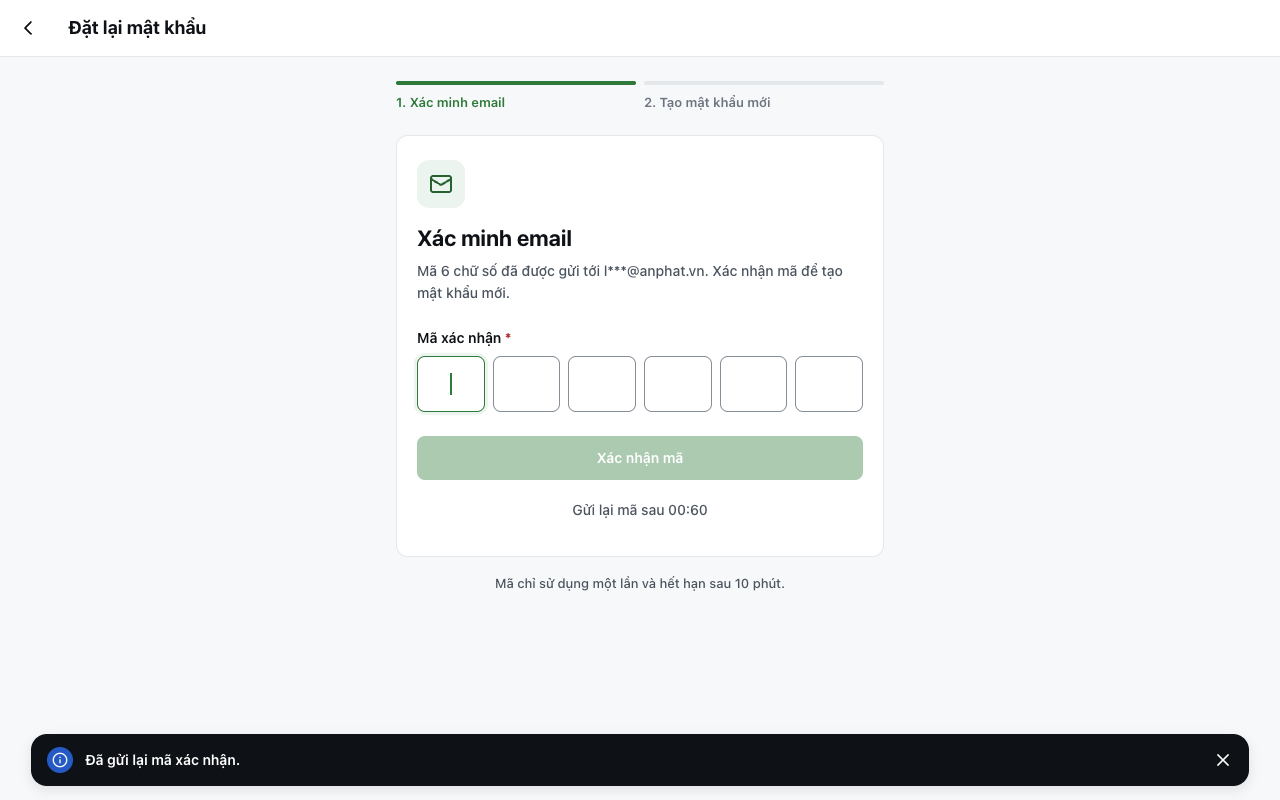 Đặt lại mật khẩu
1. Xác minh email
2. Tạo mật khẩu mới
Xác minh email
Mã 6 chữ số đã được gửi tới l***@anphat.vn. Xác nhận mã để tạo
mật khẩu mới.
Mã xác nhận *
Xác nhận mã
Gửi lại mã sau 00:60
Mã chỉ sử dụng một lần và hết hạn sau 10 phút.
Đã gửi lại mã xác nhận.